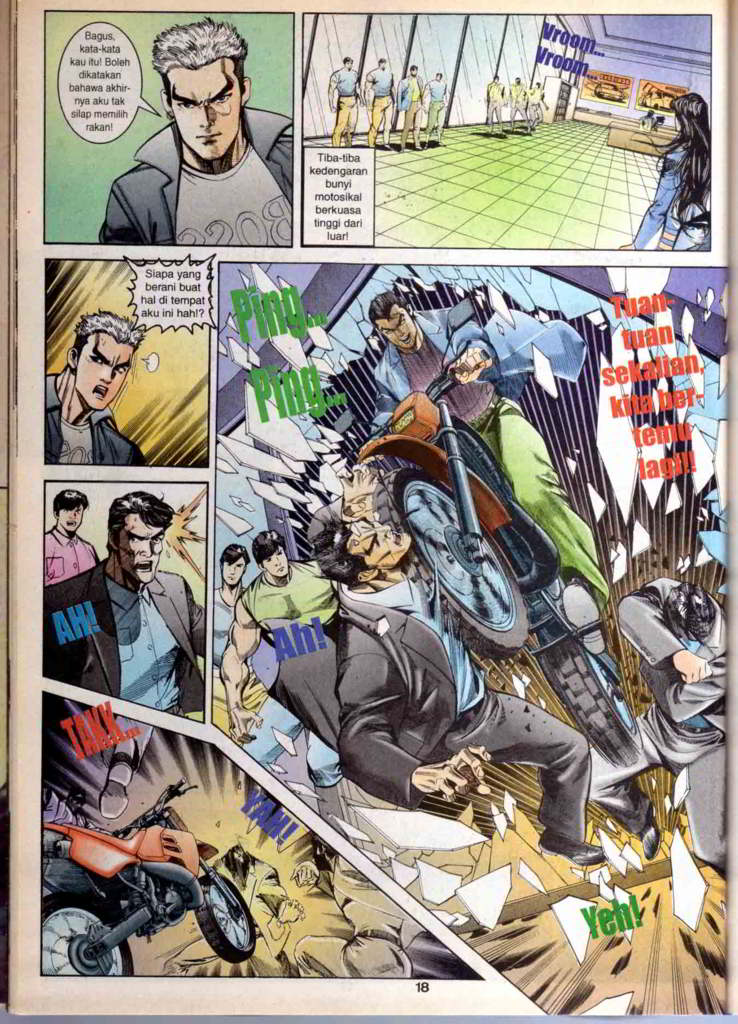 Bagus,
kata-kata
kau itu! Boleh
dikatakan
bahawa akhir-
nya aku tak
silap memilih
rakan!
2208
Vroom...
Vroom...
Tiba-tiba
kedengaran
bunyi
motosikal
berkuasa
tinggi dari
luar!
Siapa yang
berani buat
hal di tempat
aku ini hah!?
Ping...
Ping...
Tuan-
tuan
sekalian,
kita ber-
temu
lagi!!
AH!
Ah!
TAKK...
YAH!
Yeh!
18